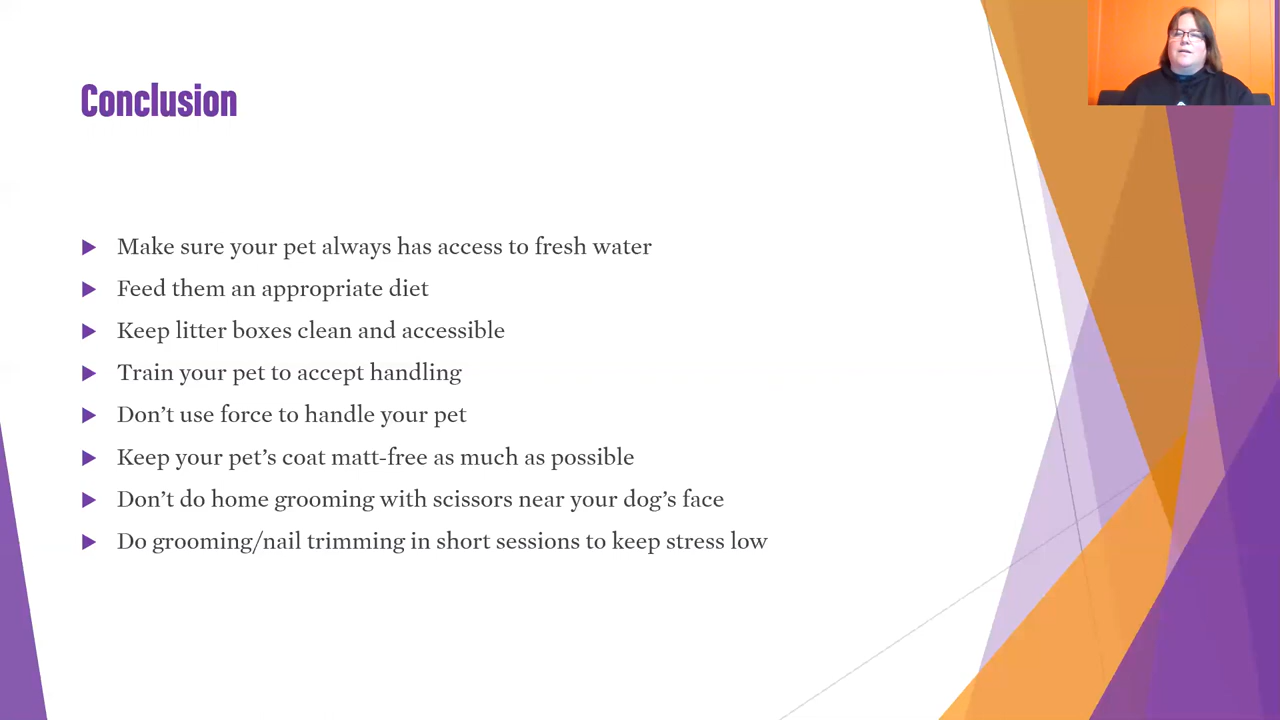 Conclusion
Make sure your pet always has access to fresh water
Feed them an appropriate diet
Keep litter boxes clean and accessible
Train your pet to accept handling
Don’t use force to handle your pet
Keep your pet’s coat matt-free as much as possible
Don’t do home grooming with scissors near your dog’s face
Do grooming/nail trimming in short sessions to keep stress low